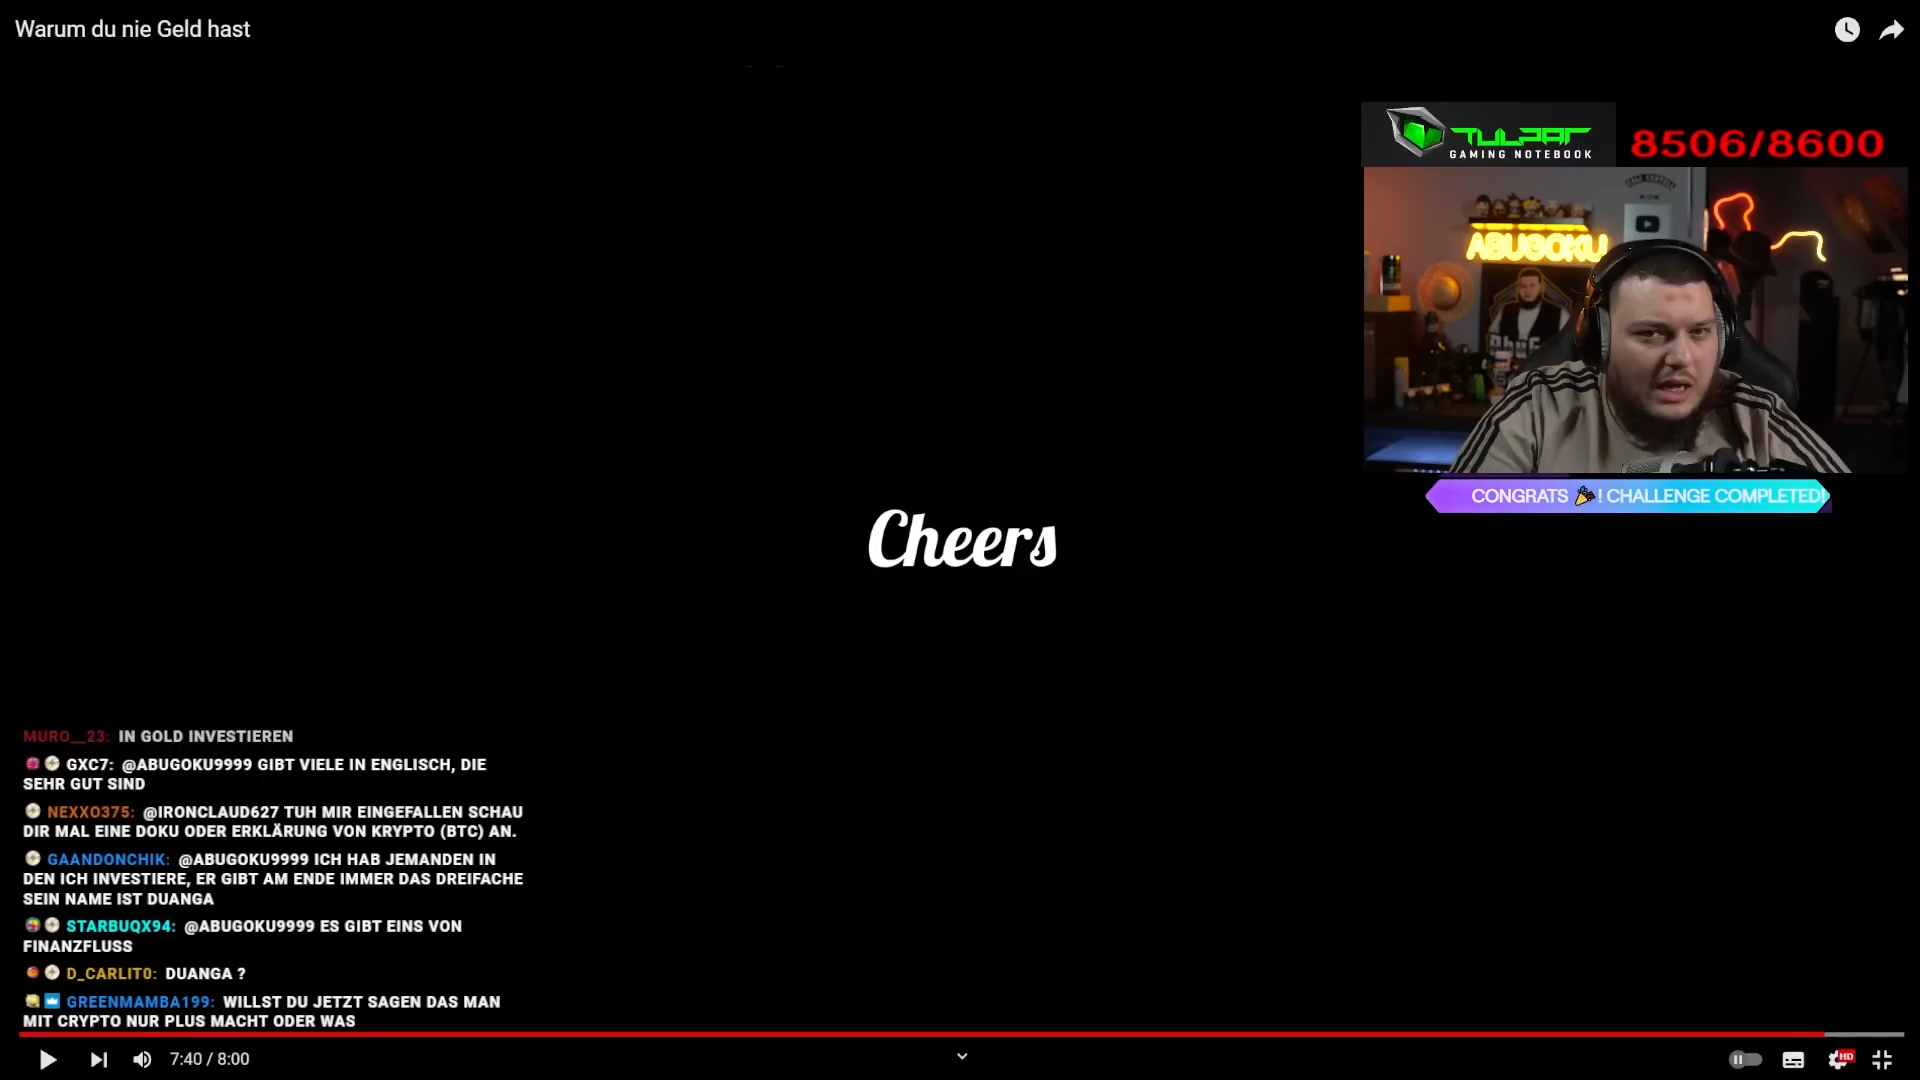 Warum du nie Geld hast
TULPAR
GAMING NOTEBOOK
8506/8600
ABUGOKU
CONGRATS 🎉! CHALLENGE COMPLETED!
Cheers
MURO__23: IN GOLD INVESTIEREN
GXC7: @ABUGOKU9999 GIBT VIELE IN ENGLISCH, DIE
SEHR GUT SIND
NEXXO375: @IRONCLAUD627 TUH MIR EINGEFALLEN SCHAU
DIR MAL EINE DOKU ODER ERKLÄRUNG VON KRYPTO (BTC) AN.
GAANDONCHIK: @ABUGOKU9999 ICH HAB JEMANDEN IN
DEN ICH INVESTIERE, ER GIBT AM ENDE IMMER DAS DREIFACHE
SEIN NAME IST DUANGA
STARBUQX94: @ABUGOKU9999 ES GIBT EINS VON
FINANZFLUSS
D_CARLIT0: DUANGA ?
GREENMAMBA199: WILLST DU JETZT SAGEN DAS MAN
MIT CRYPTO NUR PLUS MACHT ODER WAS
7:40 / 8:00
HD